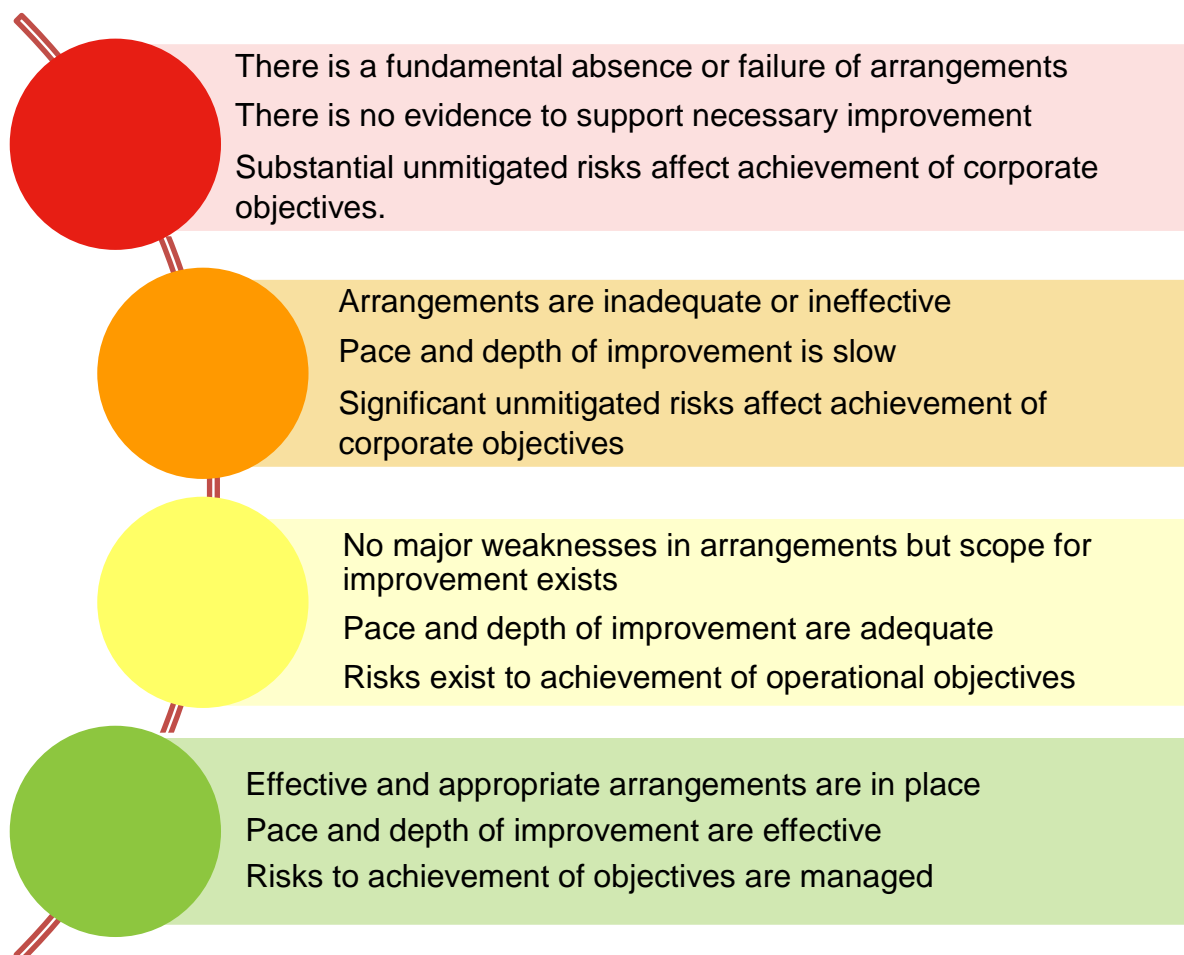 There is a fundamental absence or failure of arrangements
There is no evidence to support necessary improvement
Substantial unmitigated risks affect achievement of corporate
objectives.
Arrangements are inadequate or ineffective
Pace and depth of improvement is slow
Significant unmitigated risks affect achievement of
corporate objectives
No major weaknesses in arrangements but scope for
improvement exists
Pace and depth of improvement are adequate
Risks exist to achievement of operational objectives
Effective and appropriate arrangements are in place
Pace and depth of improvement are effective
Risks to achievement of objectives are managed